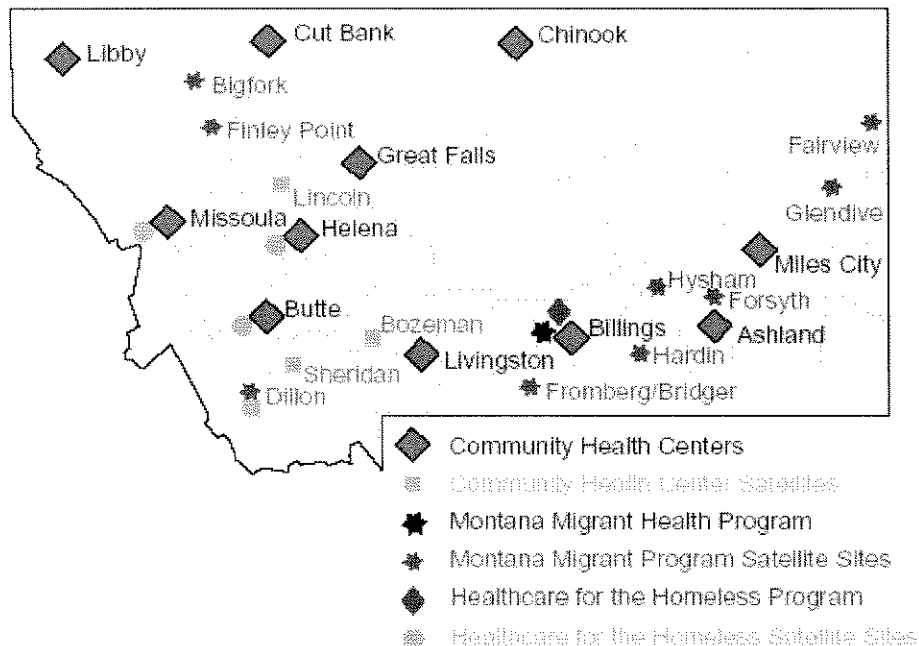 Libby
Cut Bank
Chinook
Bigfork
Finley Point
Fairview
Great Falls
Lincoln
Glendive
Missoula
Helena
Miles City
Hysham
Forsyth
Butte
Bozeman
Billings
Ashland
Livingston
Hardin
Sheridan
Dillon
Fromberg/Bridger
Community Health Centers
Community Health Center Satellites
Montana Migrant Health Program
Montana Migrant Program Satellite Sites
Healthcare for the Homeless Program
Healthcare for the Homeless Satellite Sites